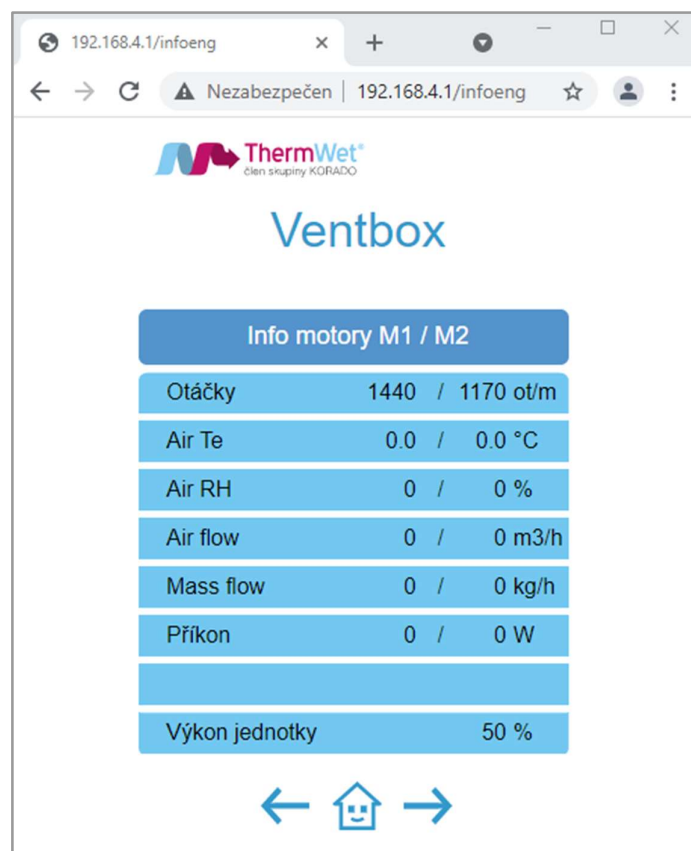 192.168.4.1/infoeng
Nezabezpečen | 192.168.4.1/infoeng
ThermWet®
člen skupiny KORADO
Ventbox
Info motory M1 / M2
Otáčky 1440 / 1170 ot/m
Air Te 0.0 / 0.0 °C
Air RH 0 / 0 %
Air flow 0 / 0 m3/h
Mass flow 0 / 0 kg/h
Příkon 0 / 0 W
Výkon jednotky 50 %